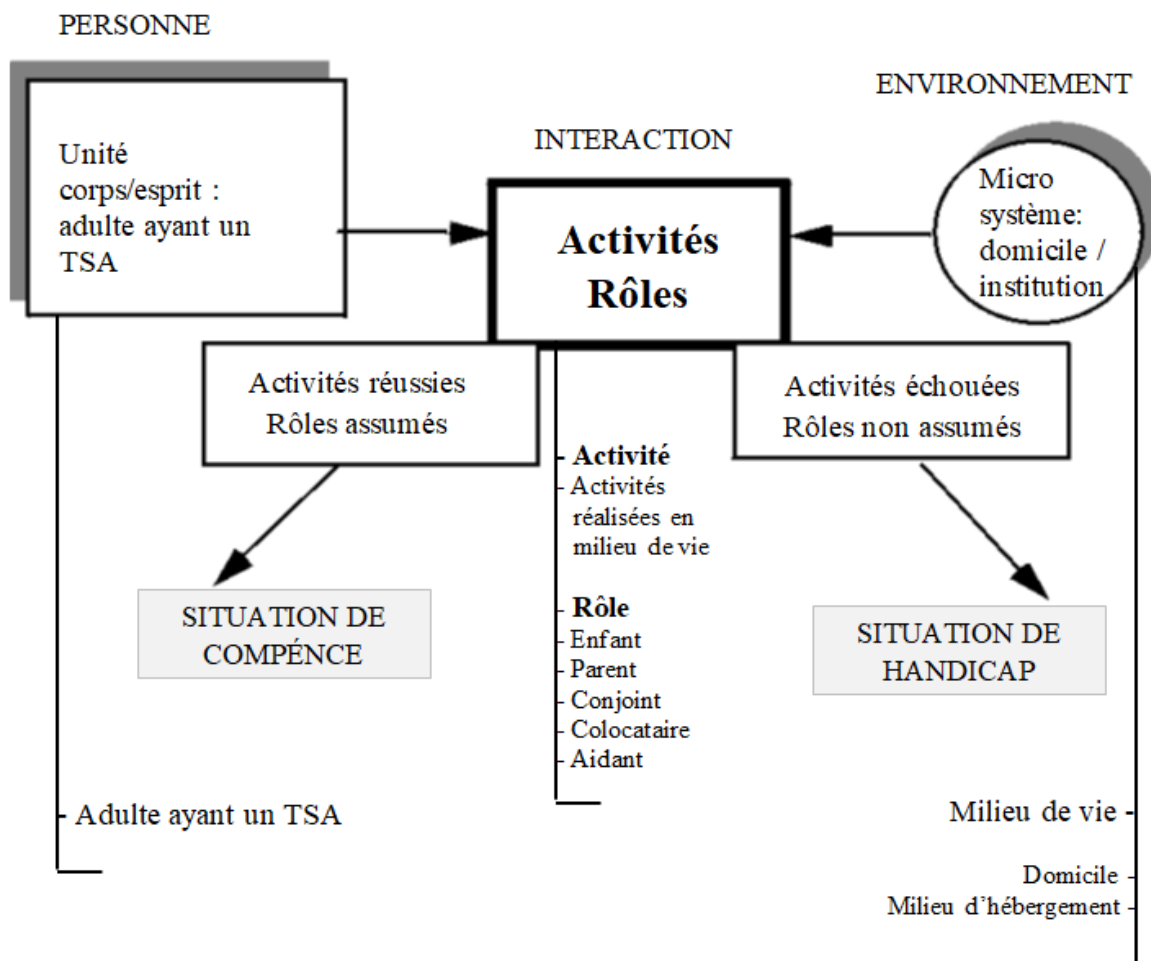 PERSONNE
Unité
corps/esprit :
adulte ayant un
TSA
INTERACTION
Activités
Rôles
ENVIRONNEMENT
Micro
système:
domicile /
institution
Activités réussies
Rôles assumés
Activités échouées
Rôles non assumés
- Activité
- Activités
réalisées en
milieu de vie
- Rôle
- Enfant
- Parent
- Conjoint
- Colocataire
- Aidant
SITUATION DE
COMPÉNCE
SITUATION DE
HANDICAP
- Adulte ayant un TSA
Milieu de vie -
Domicile -
Milieu d’hébergement -